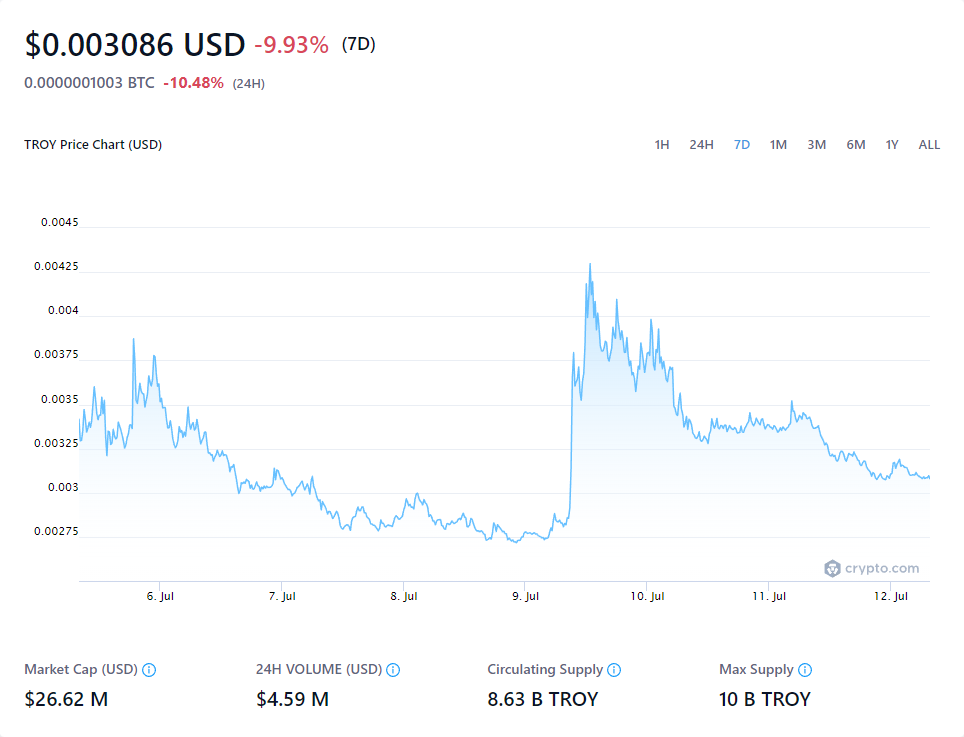 $0.003086 USD -9.93% (7D)
0.0000001003 BTC -10.48% (24H)
TROY Price Chart (USD) 1H 24H 7D 1M 3M 6M 1Y ALL
0.0045
0.00425
0.004
0.00375
0.0035
0.00325
0.003
0.00275
crypto.com
6. Jul 7. Jul 8. Jul 9. Jul 10. Jul 11. Jul 12. Jul
Market Cap (USD) 24H VOLUME (USD) Circulating Supply Max Supply
$26.62 M $4.59 M 8.63 B TROY 10 B TROY